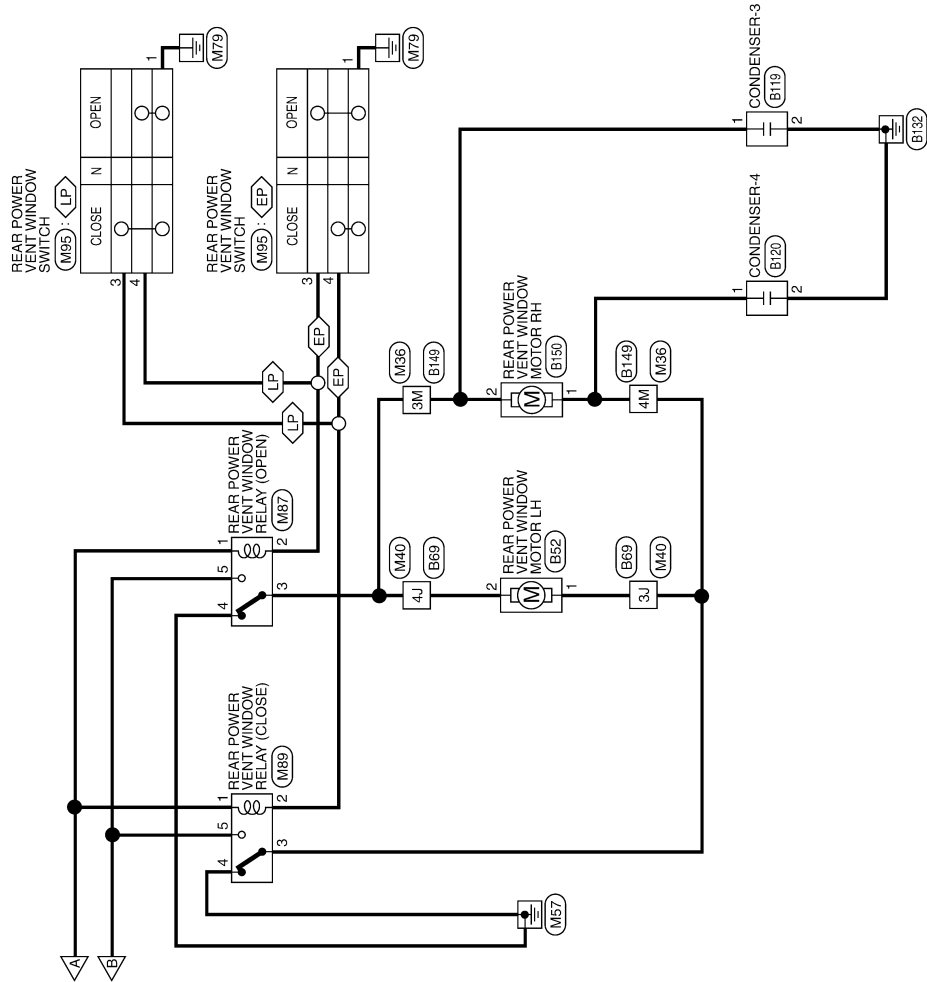 REAR POWER
VENT WINDOW
SWITCH
M95 : LP
CLOSE
N
OPEN
3
4
1
M79
REAR POWER
VENT WINDOW
SWITCH
M95 : EP
CLOSE
N
OPEN
3
4
1
M79
LP
EP
LP
EP
A
B
REAR POWER
VENT WINDOW
RELAY (CLOSE)
M89
1
5
4
2
3
REAR POWER
VENT WINDOW
RELAY (OPEN)
M87
1
5
4
2
3
M57
M40
B69
4J
M36
B149
3M
REAR POWER
VENT WINDOW
MOTOR LH
B52
2
1
REAR POWER
VENT WINDOW
MOTOR RH
B150
2
1
B69
M40
3J
B149
M36
4M
CONDENSER-4
B120
1
2
CONDENSER-3
B119
1
2
B132